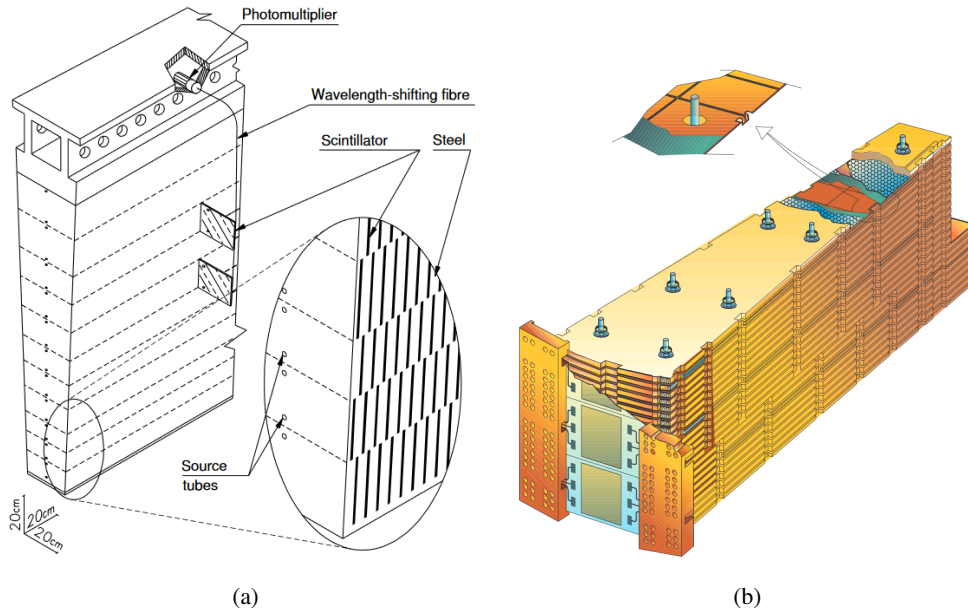 Photomultiplier
Wavelength-shifting fibre
Scintillator
Steel
Source
tubes
20cm
20cm
20cm
(a)
(b)